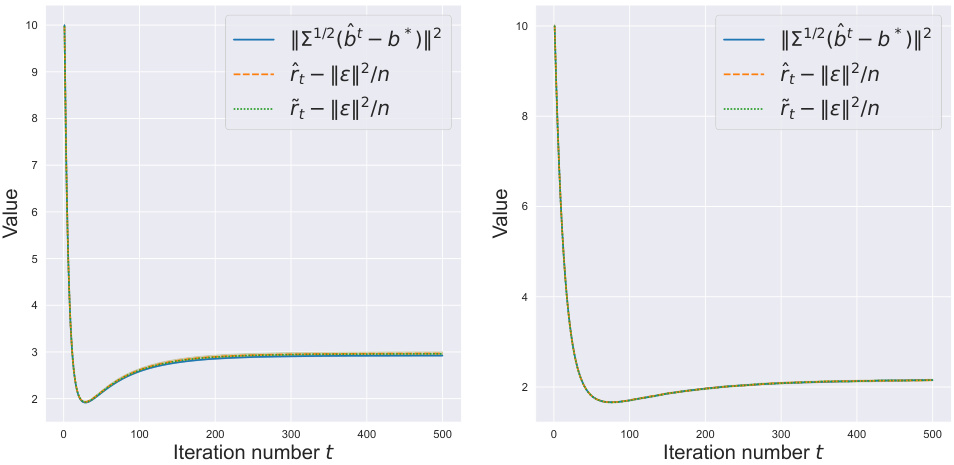 10
9
8
7
6
5
4
3
2
Value
0 100 200 300 400 500
Iteration number t
‖Σ^{1/2}(b̂^t − b^*)‖²
r̂_t − ‖ε‖²/n
r̃_t − ‖ε‖²/n
10
8
6
4
2
Value
0 100 200 300 400 500
Iteration number t
‖Σ^{1/2}(b̂^t − b^*)‖²
r̂_t − ‖ε‖²/n
r̃_t − ‖ε‖²/n